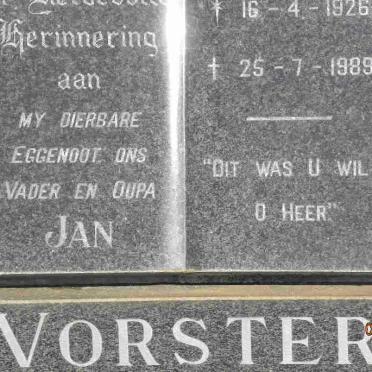 Herinnering
aan
MY DIERBARE
EGGENOOT ONS
VADER EN OUPA
JAN
* 16 - 4 - 1926
† 25 - 7 - 1989
"DIT WAS U WIL
O HEER"
VORSTER